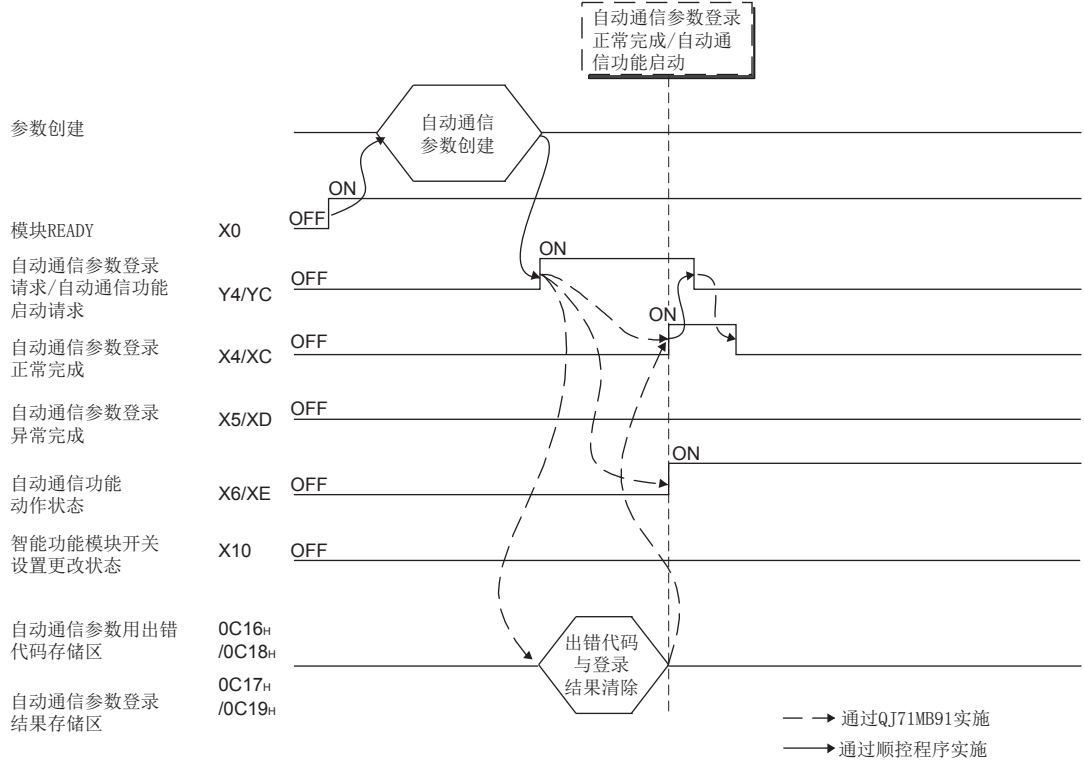 自动通信参数登录
正常完成/自动通
信功能启动
参数创建
自动通信
参数创建
ON
模块READY X0 OFF
自动通信参数登录
请求/自动通信功能
启动请求
Y4/YC OFF ON
自动通信参数登录
正常完成
X4/XC OFF ON
自动通信参数登录
异常完成
X5/XD OFF
自动通信功能
动作状态
X6/XE OFF ON
智能功能模块开关
设置更改状态
X10 OFF
自动通信参数用出错
代码存储区
0C16H
/0C18H
自动通信参数登录
结果存储区
0C17H
/0C19H
出错代码
与登录
结果清除
通过QJ71MB91实施
通过顺控程序实施